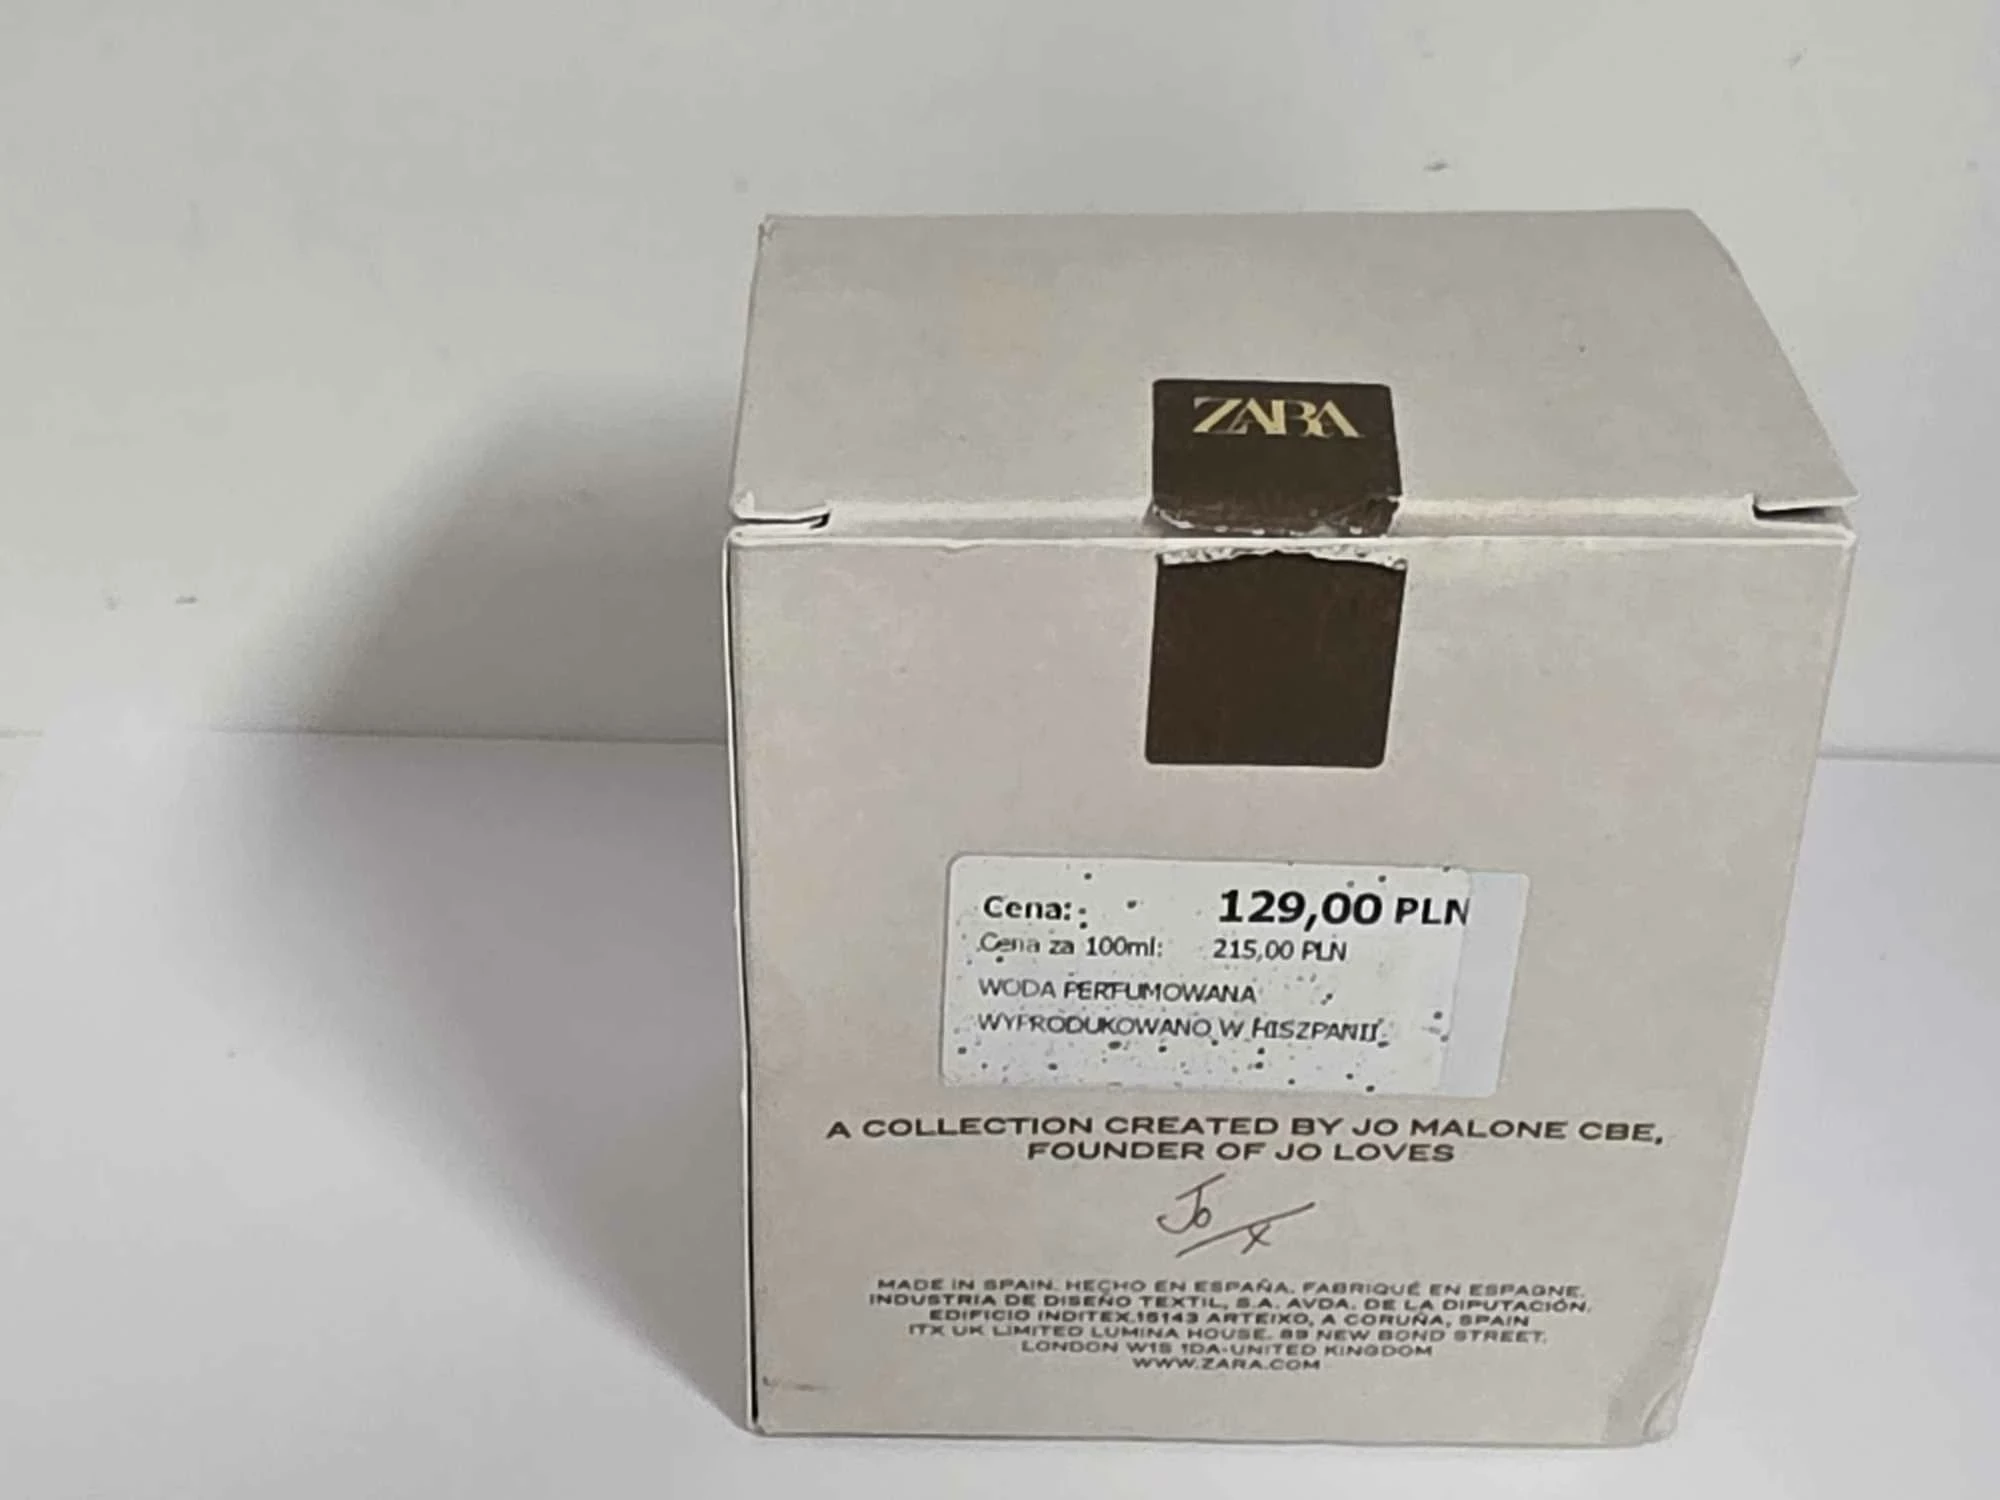 ZARA
Cena: 129,00 PLN
Cena za 100ml: 215,00 PLN
WODA PERFUMOWANA
WYPRODUKOWANO W HISZPANII
A COLLECTION CREATED BY JO MALONE CBE,
FOUNDER OF JO LOVES
Jo x
MADE IN SPAIN. HECHO EN ESPAÑA. FABRIQUÉ EN ESPAGNE.
INDUSTRIA DE DISEÑO TEXTIL, S.A. AVDA. DE LA DIPUTACIÓN,
EDIFICIO INDITEX,15143 ARTEIXO, A CORUÑA, SPAIN
ITX UK LIMITED LUMINA HOUSE. 89 NEW BOND STREET,
LONDON W1S 1DA-UNITED KINGDOM
WWW.ZARA.COM